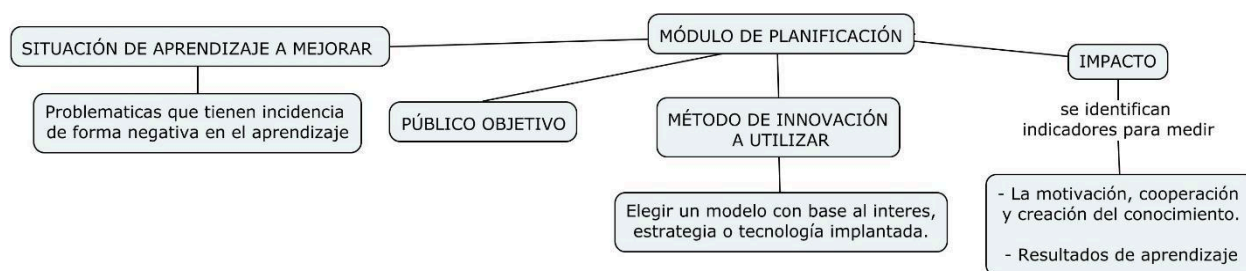 MÓDULO DE PLANIFICACIÓN
SITUACIÓN DE APRENDIZAJE A MEJORAR
Problematicas que tienen incidencia
de forma negativa en el aprendizaje
PÚBLICO OBJETIVO
MÉTODO DE INNOVACIÓN
A UTILIZAR
Elegir un modelo con base al interes,
estrategia o tecnología implantada.
IMPACTO
se identifican
indicadores para medir
- La motivación, cooperación
y creación del conocimiento.
- Resultados de aprendizaje